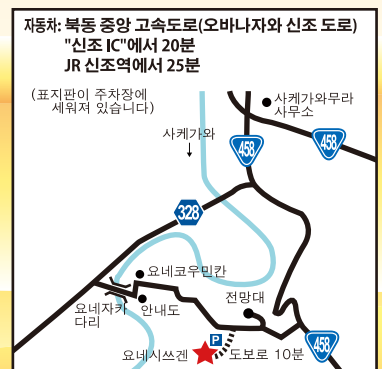 자동차: 북동 중앙 고속도로(오바나자와 신조 도로)
"신조 IC"에서 20분
JR 신조역에서 25분
(표지판이 주차장에
세워져 있습니다)
사케가와무라
사무소
사케가와
458
458
328
요네코우민칸
요네자카
다리
안내도
전망대
P
요네시쓰겐
도보로 10분
458